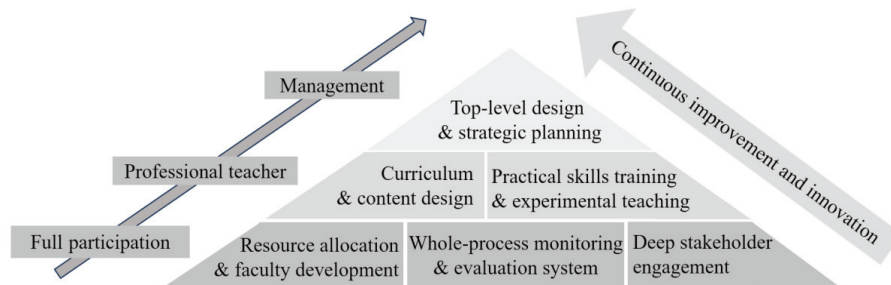 Management
Professional teacher
Full participation
Top-level design
& strategic planning
Curriculum
& content design
Practical skills training
& experimental teaching
Resource allocation
& faculty development
Whole-process monitoring
& evaluation system
Deep stakeholder
engagement
Continuous improvement and innovation